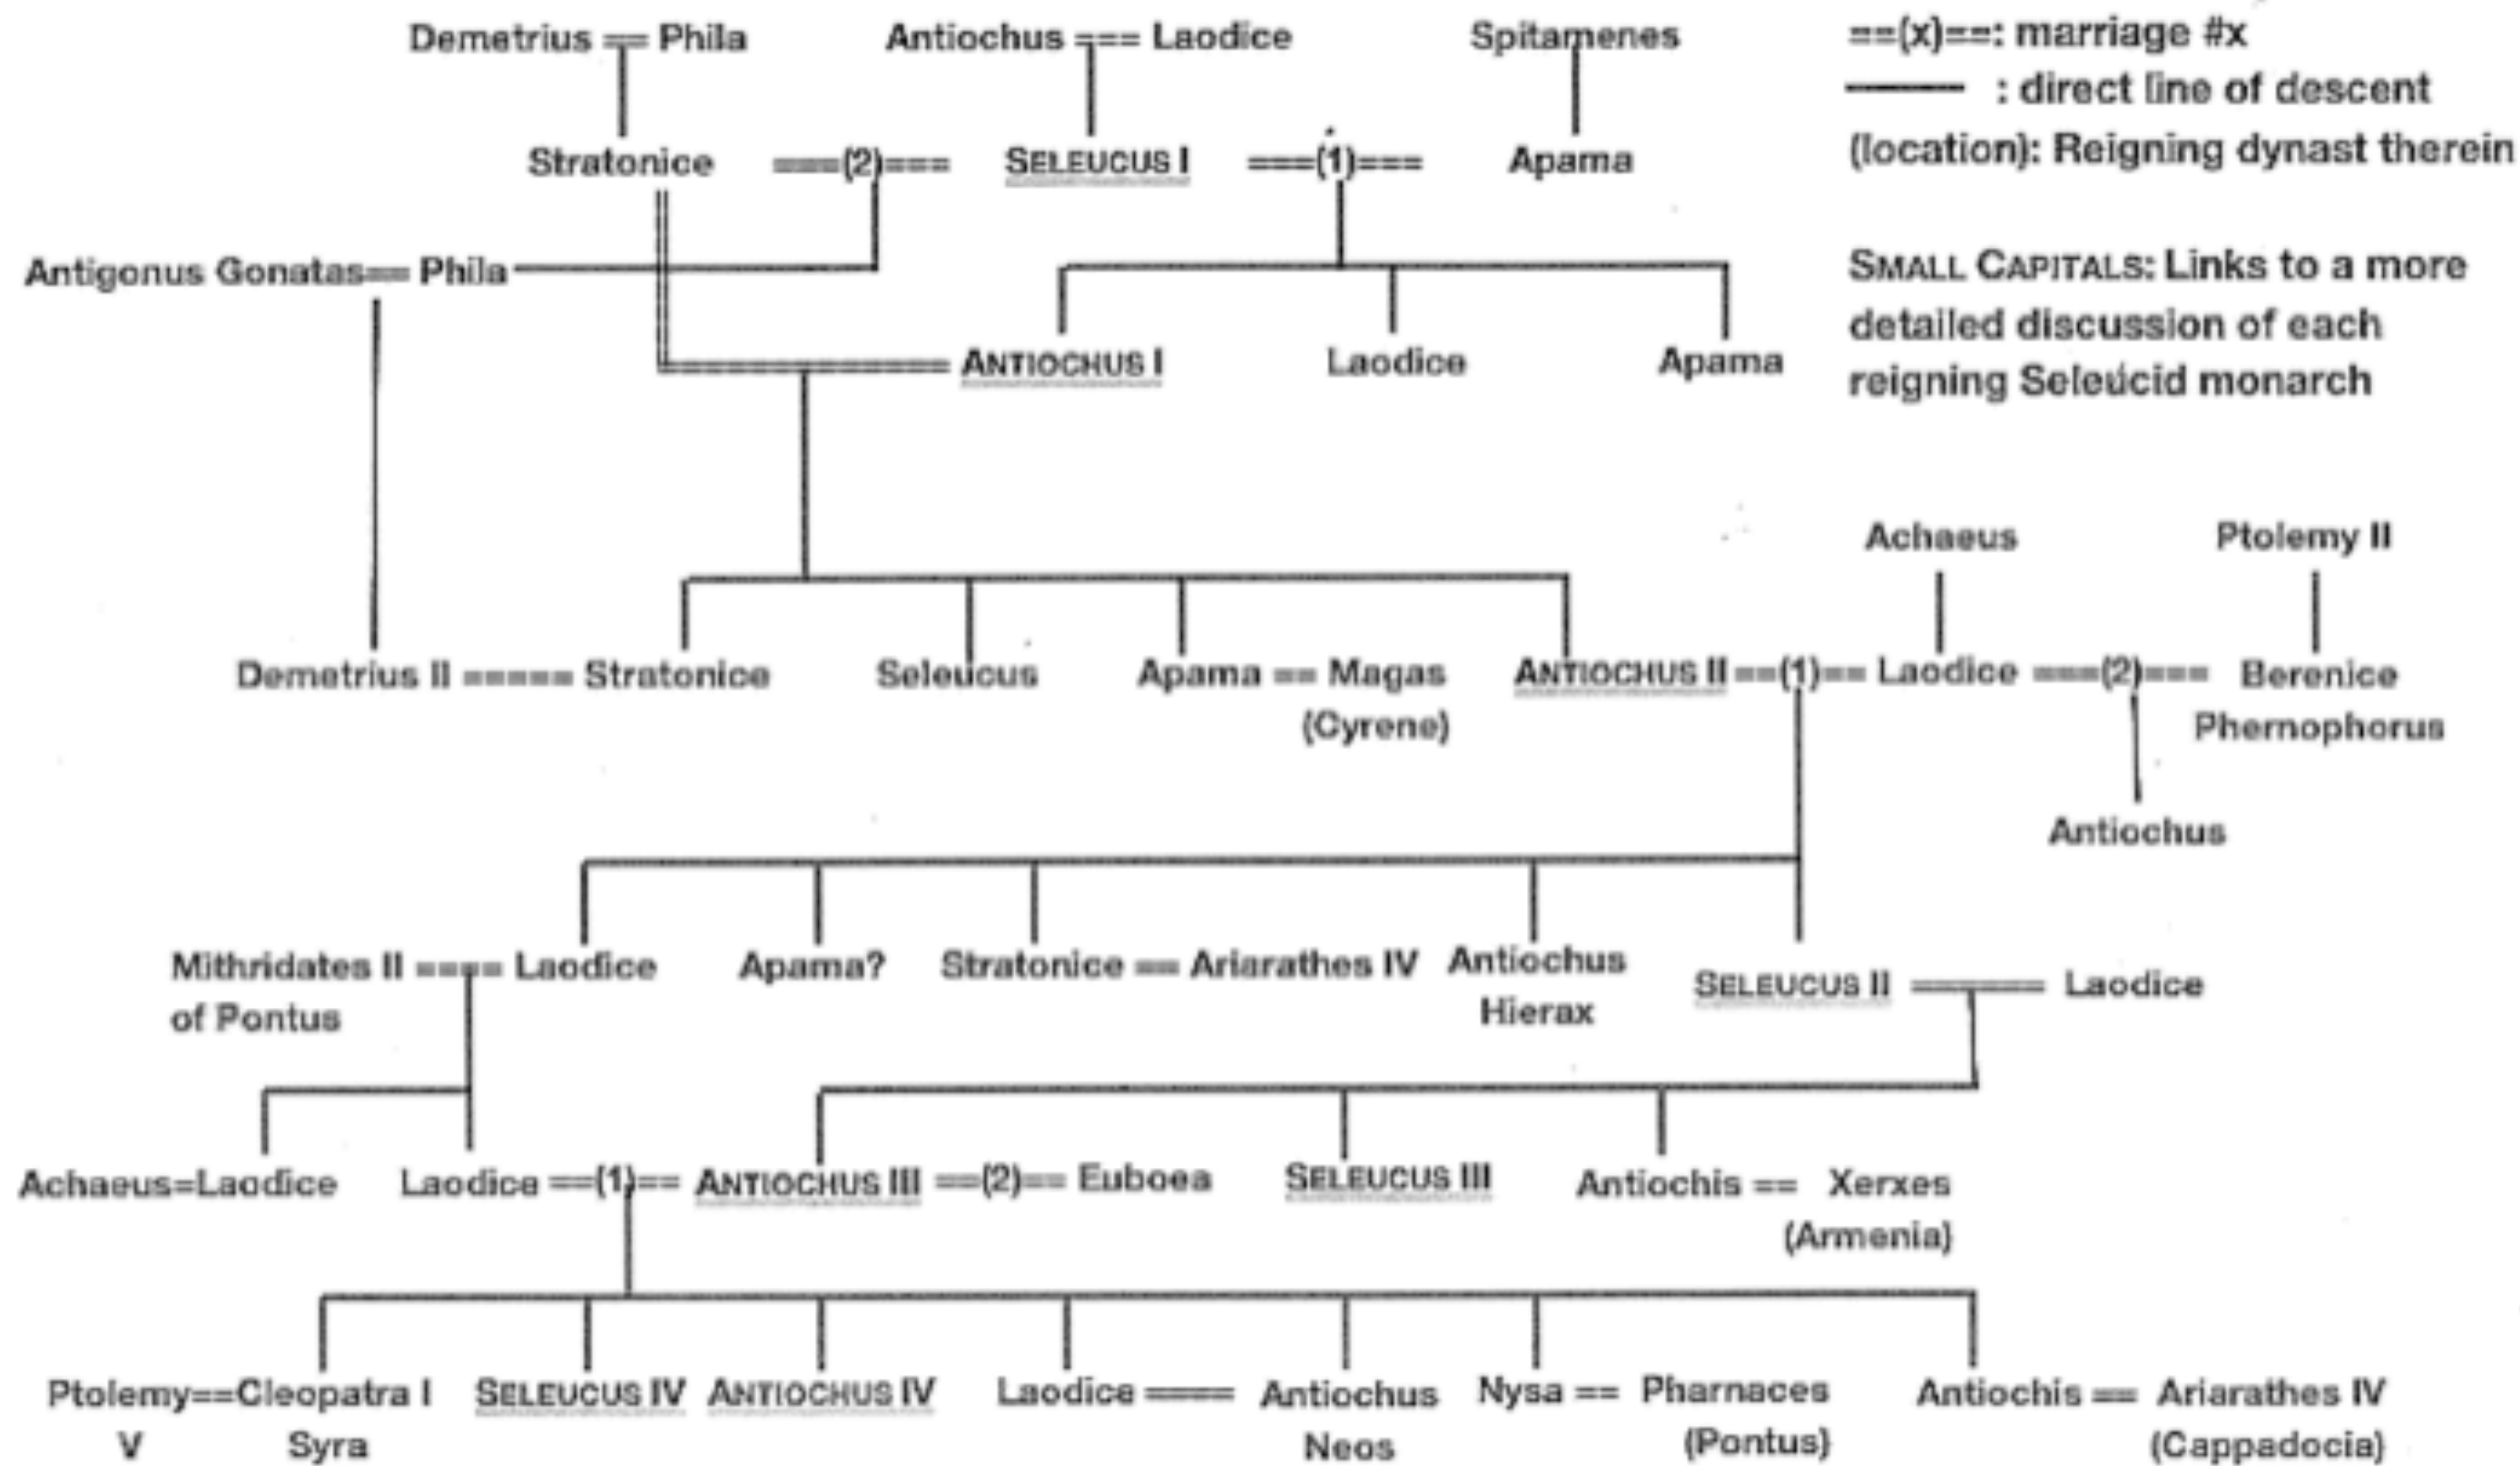 Demetrius == Phila Antiochus === Laodice Spitamenes ==(x)==: marriage #x
: direct line of descent
Stratonice ===(2)=== SELEUCUS I ===(1)=== Apama (location): Reigning dynast therein
Antigonus Gonatas== Phila SMALL CAPITALS: Links to a more
detailed discussion of each
ANTIOCHUS I Laodice Apama reigning Seleucid monarch
Achaeus Ptolemy II
Demetrius II ===== Stratonice Seleucus Apama == Magas ANTIOCHUS II ==(1)== Laodice ===(2)=== Berenice
(Cyrene) Phernophorus
Antiochus
Mithridates II ==== Laodice Apama? Stratonice == Ariarathes IV Antiochus
SELEUCUS II ====== Laodice
of Pontus Hierax
Achaeus=Laodice Laodice ==(1)== ANTIOCHUS III ==(2)== Euboea SELEUCUS III Antiochis == Xerxes
(Armenia)
Ptolemy==Cleopatra I SELEUCUS IV ANTIOCHUS IV Laodice ==== Antiochus Nysa == Pharnaces Antiochis == Ariarathes IV
V Syra Neos (Pontus) (Cappadocia)